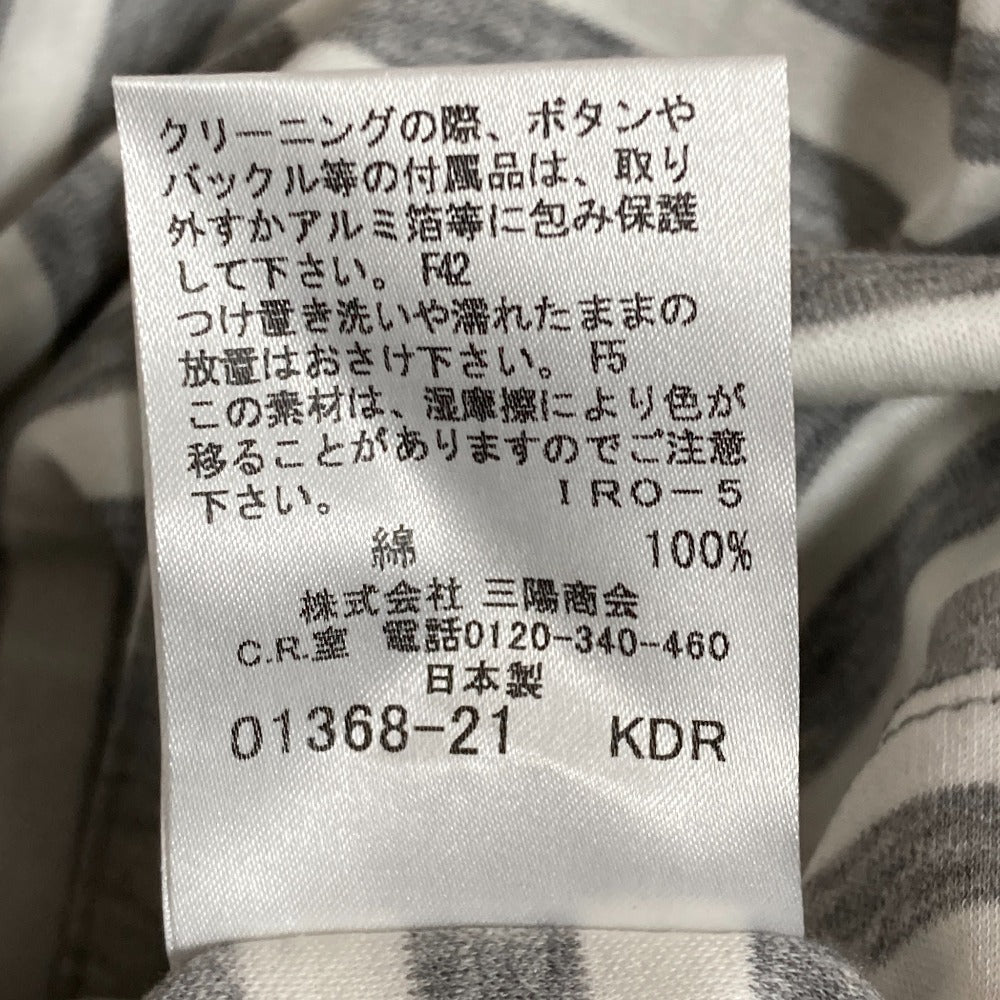 クリーニングの際、ボタンや
バックル等の付属品は、取り
外すかアルミ箔等に包み保護
して下さい。 F42
つけ置き洗いや濡れたままの
放置はおさけ下さい。 F5
この素材は、湿摩擦により色が
移ることがありますのでご注意
下さい。 IRO-5
綿 100%
株式会社 三陽商会
C.R.室 電話0120-340-460
日本製
01368-21 KDR